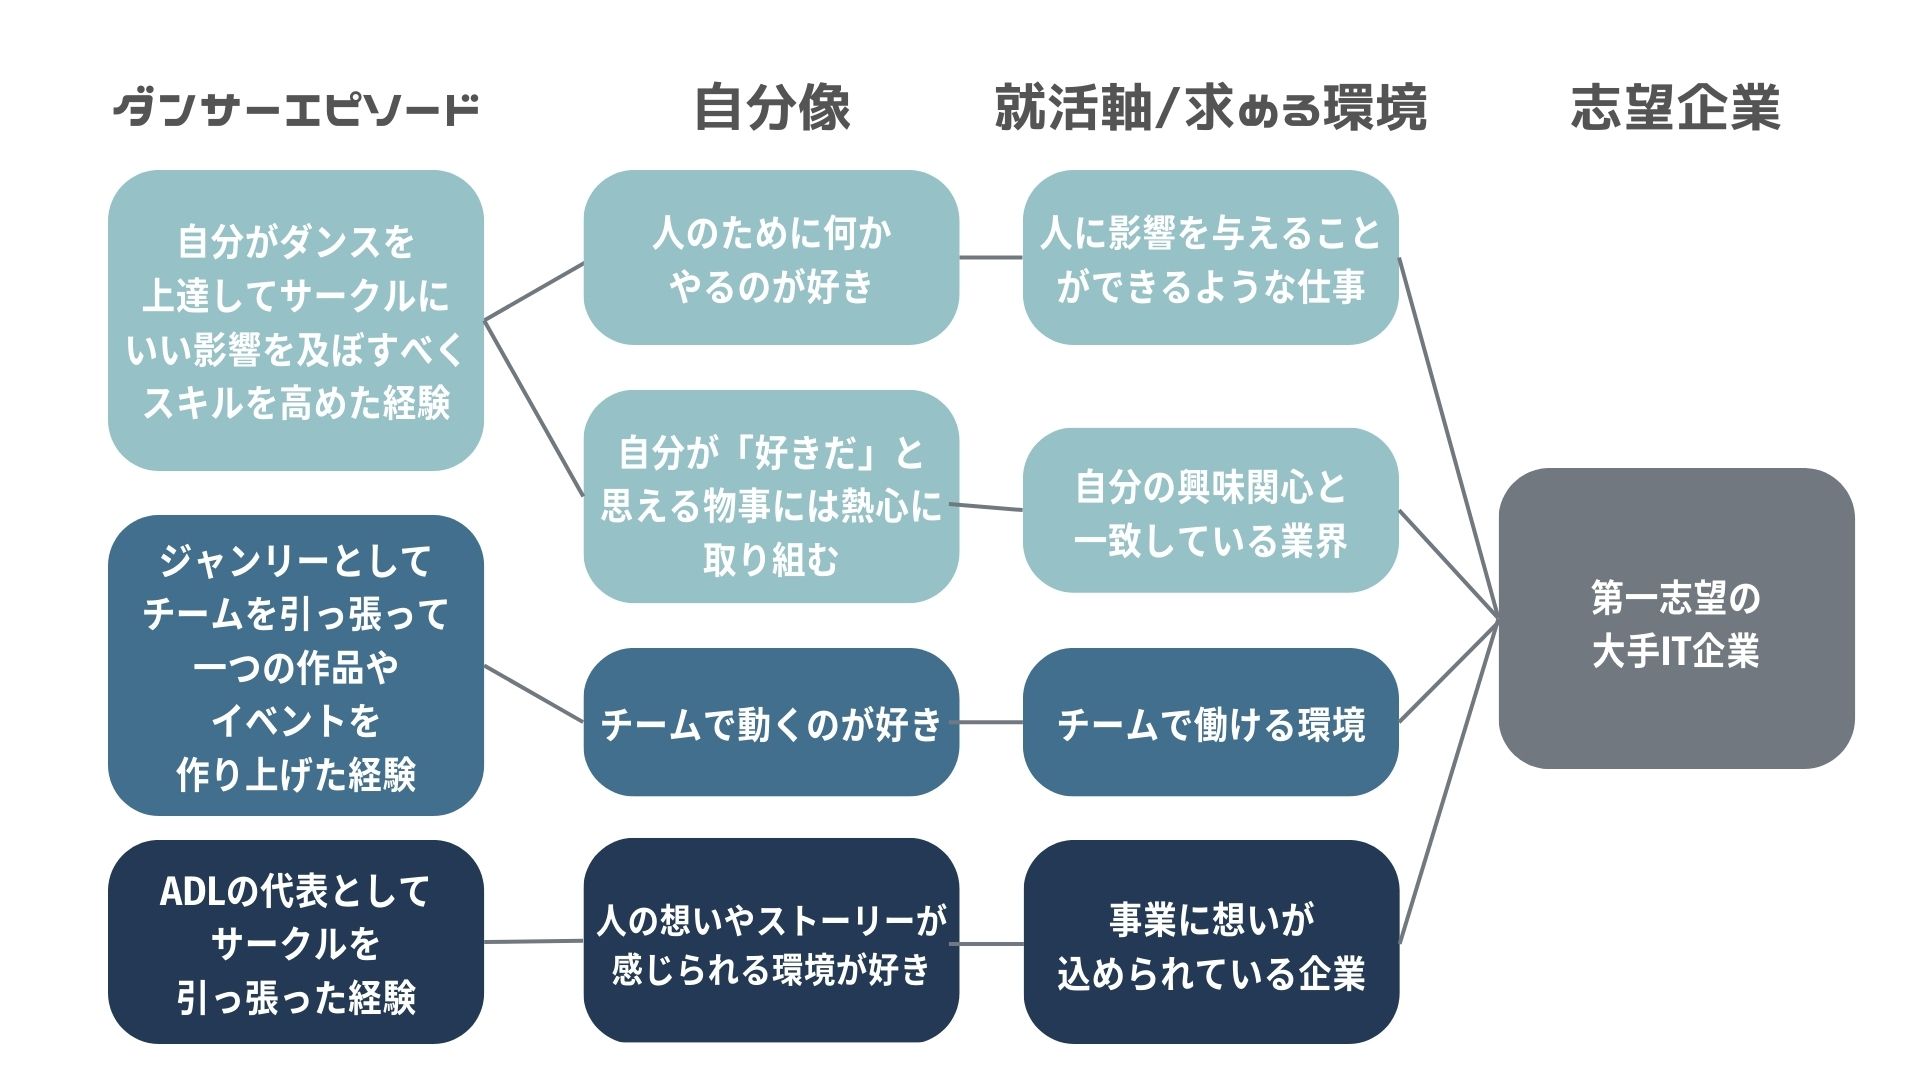 ダンサーエピソード
自分像
就活軸/求める環境
志望企業
自分がダンスを
上達してサークルに
いい影響を及ぼすべく
スキルを高めた経験
人のために何か
やるのが好き
人に影響を与えること
ができるような仕事
自分が「好きだ」と
思える物事には熱心に
取り組む
自分の興味関心と
一致している業界
ジャンリーとして
チームを引っ張って
一つの作品や
イベントを
作り上げた経験
チームで動くのが好き
チームで働ける環境
ADLの代表として
サークルを
引っ張った経験
人の想いやストーリーが
感じられる環境が好き
事業に想いが
込められている企業
第一志望の
大手IT企業